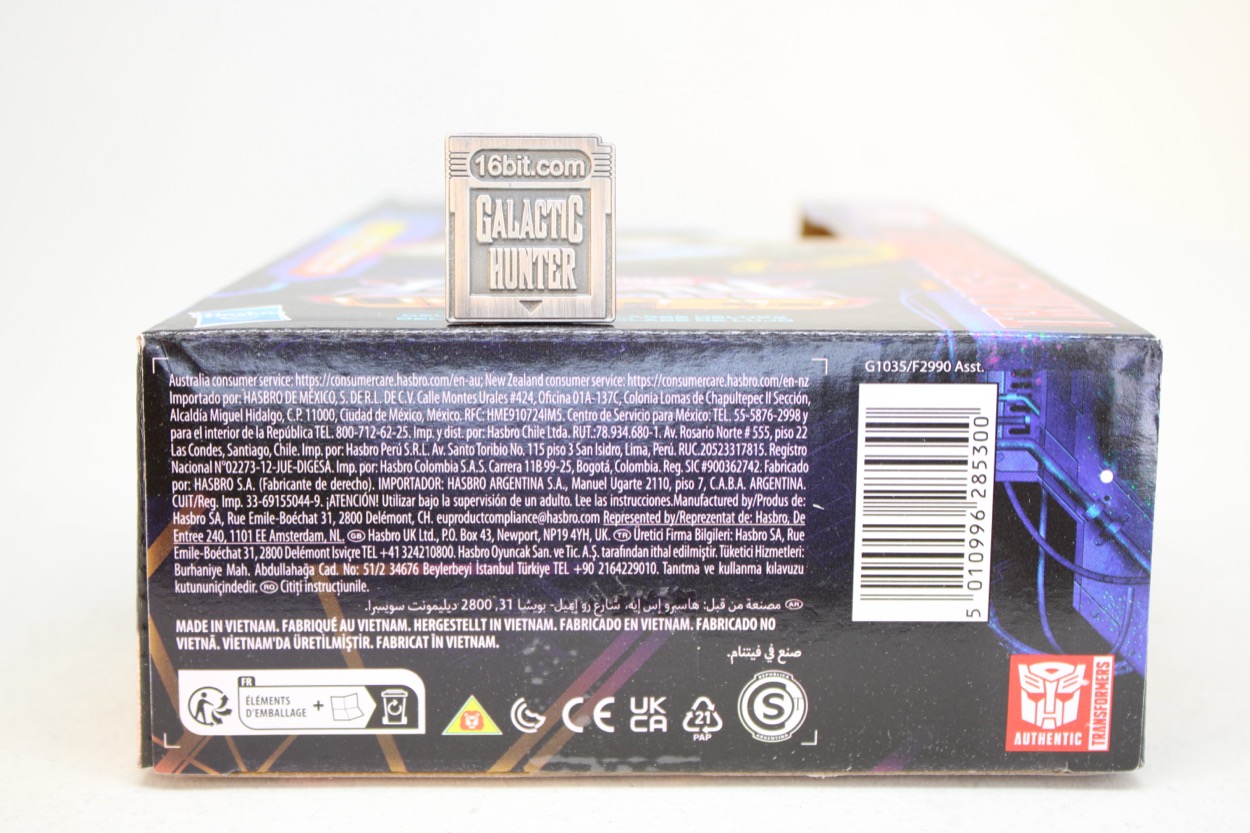 16bit.com
GALACTIC
HUNTER
Hasbro
G1035/F2990 Asst.
Australia consumer service: https://consumercare.hasbro.com/en-au; New Zealand consumer service: https://consumercare.hasbro.com/en-nz
Importado por: HASBRO DE MÉXICO, S. DE R.L. DE C.V. Calle Montes Urales #424, Oficina 01A-137C, Colonia Lomas de Chapultepec II Sección,
Alcaldía Miguel Hidalgo, C.P. 11000, Ciudad de México, México. RFC: HME910724IM5. Centro de Servicio para México: TEL. 55-5876-2998 y
para el interior de la República TEL. 800-712-62-25. Imp. y dist. por: Hasbro Chile Ltda. RUT.:78.934.680-1. Av. Rosario Norte # 555, piso 22
Las Condes, Santiago, Chile. Imp. por: Hasbro Perú S.R.L. Av. Santo Toribio No. 115 piso 3 San Isidro, Lima, Perú. RUC.20523317815. Registro
Nacional N°02273-12-JUE-DIGESA. Imp. por: Hasbro Colombia S.A.S. Carrera 11B 99-25, Bogotá, Colombia. Reg. SIC #900362742. Fabricado
por: HASBRO S.A. (Fabricante de derecho). IMPORTADOR: HASBRO ARGENTINA S.A., Manuel Ugarte 2110, piso 7, C.A.B.A. ARGENTINA.
CUIT/Reg. Imp. 33-69155044-9. ¡ATENCIÓN! Utilizar bajo la supervisión de un adulto. Lee las instrucciones.Manufactured by/Produs de:
Hasbro SA, Rue Emile-Boéchat 31, 2800 Delémont, CH. euproductcompliance@hasbro.com Represented by/Reprezentat de: Hasbro, De
Entree 240, 1101 EE Amsterdam, NL. GB Hasbro UK Ltd., P.O. Box 43, Newport, NP19 4YH, UK. TR Üretici Firma Bilgileri: Hasbro SA, Rue
Emile-Boéchat 31, 2800 Delémont İsviçre TEL +41 324210800. Hasbro Oyuncak San. ve Tic. A.Ş. tarafından ithal edilmiştir. Tüketici Hizmetleri:
Burhaniye Mah. Abdullahağa Cad. No: 51/2 34676 Beylerbeyi İstanbul Türkiye TEL +90 2164229010. Tanıtma ve kullanma kılavuzu
kutununiçindedir. RO Citiți instrucțiunile.
AR مصنعة من قبل: هاسبرو إس إيه، شارع رو إميل- بويشا 31، 2800 ديليمونت سويسرا.
MADE IN VIETNAM. FABRIQUÉ AU VIETNAM. HERGESTELLT IN VIETNAM. FABRICADO EN VIETNAM. FABRICADO NO
VIETNÃ. VİETNAM'DA ÜRETİLMİŞTİR. FABRICAT ÎN VIETNAM.
صنع في فيتنام.
FR
ÉLÉMENTS
D'EMBALLAGE
+
CE
UK
CA
21
PAP
REPUBLICA
S
ARGENTINA
5 010996 285300
AUTHENTIC
TRANSFORMERS